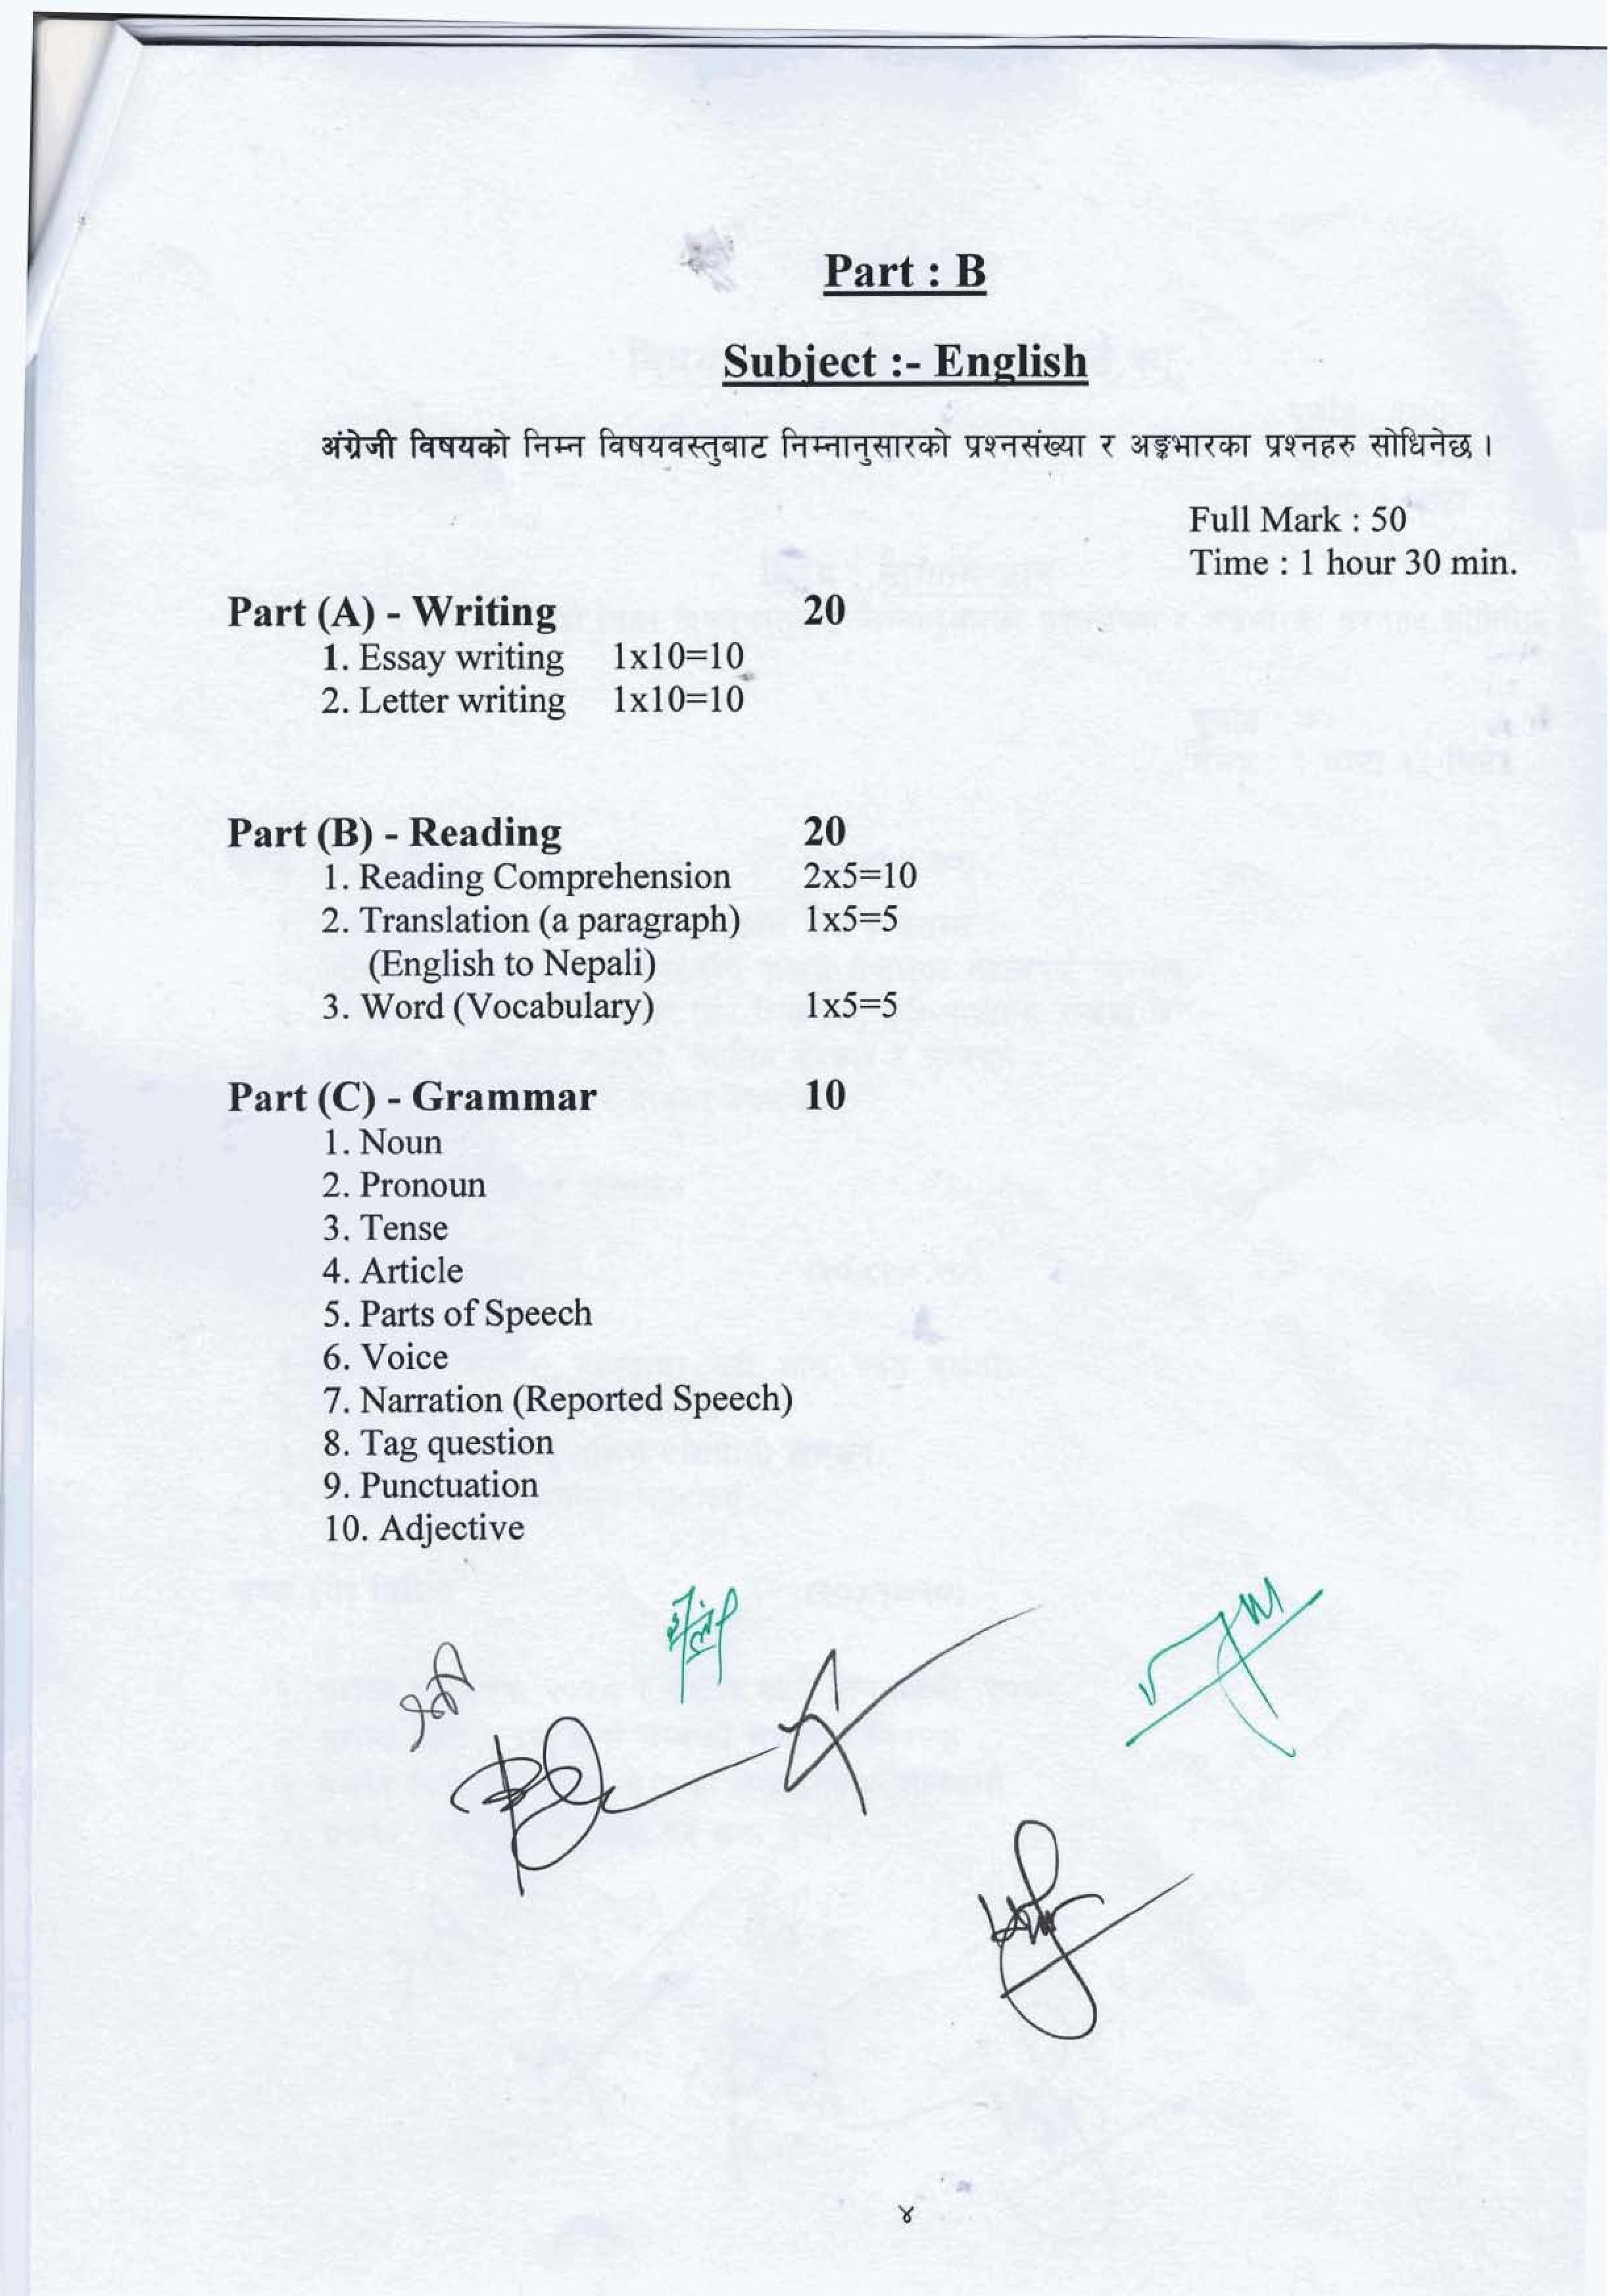 Part : B
Subject :- English
अंग्रेजी विषयको निम्न विषयवस्तुबाट निम्नानुसारको प्रश्नसंख्या र अङ्कभारका प्रश्नहरु सोधिनेछ ।
Full Mark : 50
Time : 1 hour 30 min.
Part (A) - Writing 20
1. Essay writing 1x10=10
2. Letter writing 1x10=10
Part (B) - Reading 20
1. Reading Comprehension 2x5=10
2. Translation (a paragraph) 1x5=5
(English to Nepali)
3. Word (Vocabulary) 1x5=5
Part (C) - Grammar 10
1. Noun
2. Pronoun
3. Tense
4. Article
5. Parts of Speech
6. Voice
7. Narration (Reported Speech)
8. Tag question
9. Punctuation
10. Adjective
४